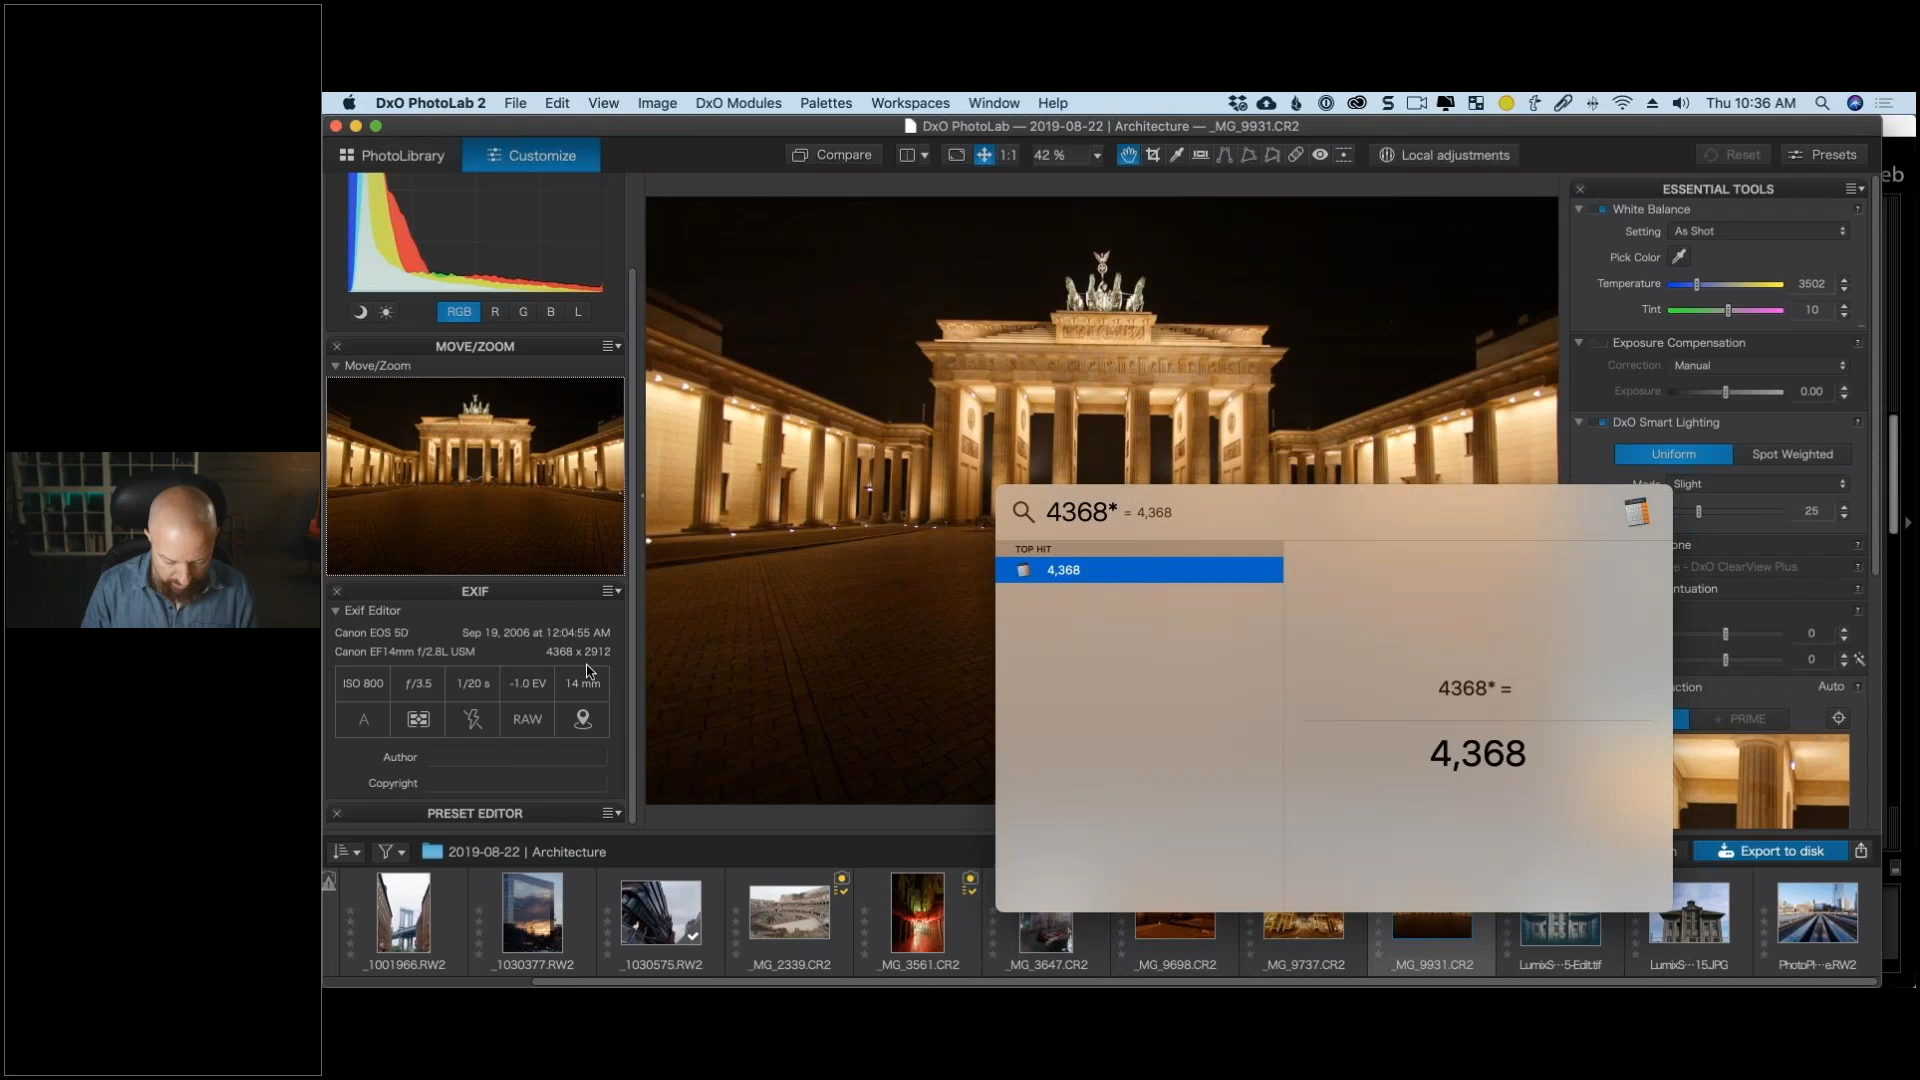 DxO PhotoLab 2 File Edit View Image DxO Modules Palettes Workspaces Window Help Thu 10:36 AM
DxO PhotoLab — 2019-08-22 | Architecture — _MG_9931.CR2
PhotoLibrary Customize Compare 1:1 42 % Local adjustments Reset Presets
eb
RGB R G B L
MOVE/ZOOM
Move/Zoom
EXIF
Exif Editor
Canon EOS 5D Sep 19, 2006 at 12:04:55 AM
Canon EF14mm f/2.8L USM 4368 x 2912
ISO 800 ƒ/3.5 1/20 s -1.0 EV 14 mm
A RAW
Author
Copyright
PRESET EDITOR
ESSENTIAL TOOLS
White Balance
Setting As Shot
Pick Color
Temperature 3502
Tint 10
Exposure Compensation
Correction Manual
Exposure 0.00
DxO Smart Lighting
Uniform Spot Weighted
Mode Slight
25
one
e - DxO ClearView Plus
ntuation
0
0
uction Auto
+ PRIME
4368* = 4,368
TOP HIT
4,368
4368* =
4,368
2019-08-22 | Architecture
Export to disk
_1001966.RW2 _1030377.RW2 _1030575.RW2 _MG_2339.CR2 _MG_3561.CR2 _MG_3647.CR2 _MG_9698.CR2 _MG_9737.CR2 _MG_9931.CR2 LumixS···5-Edit.tif LumixS···15.JPG PhotoPl···e.RW2